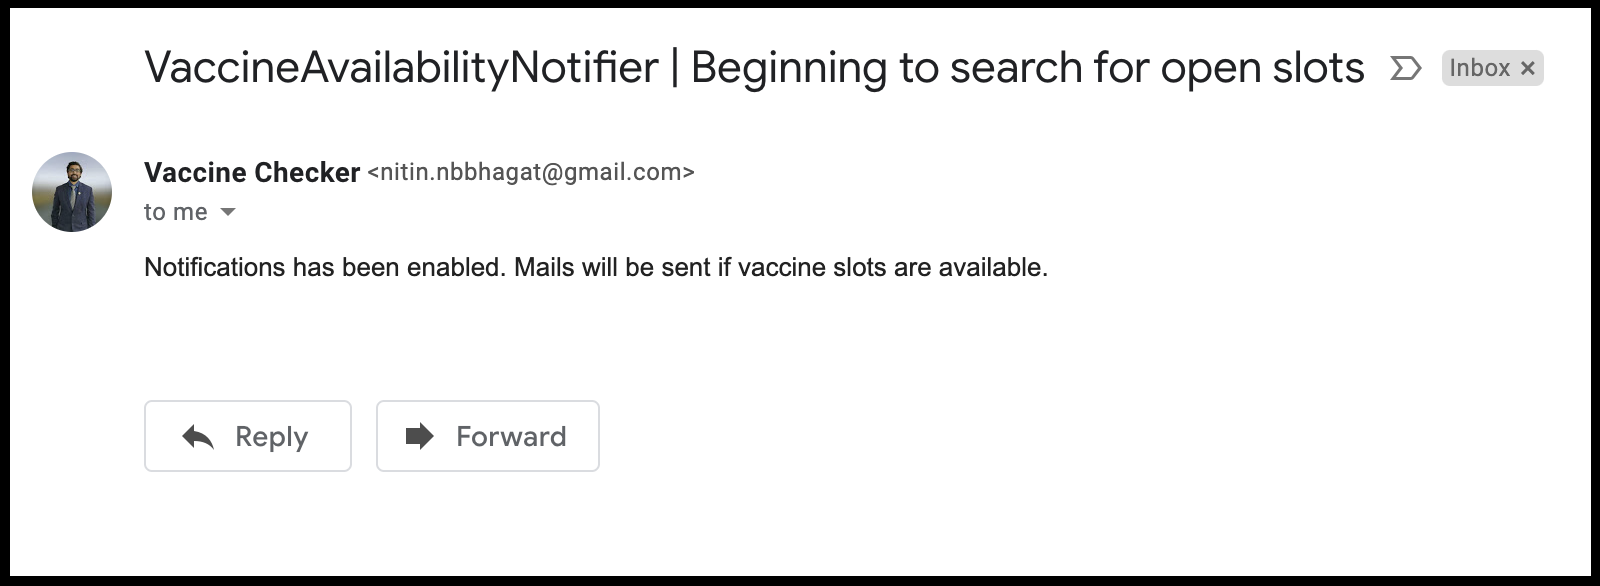 VaccineAvailabilityNotifier | Beginning to search for open slots Inbox ×
Vaccine Checker <nitin.nbbhagat@gmail.com>
to me
Notifications has been enabled. Mails will be sent if vaccine slots are available.
Reply Forward